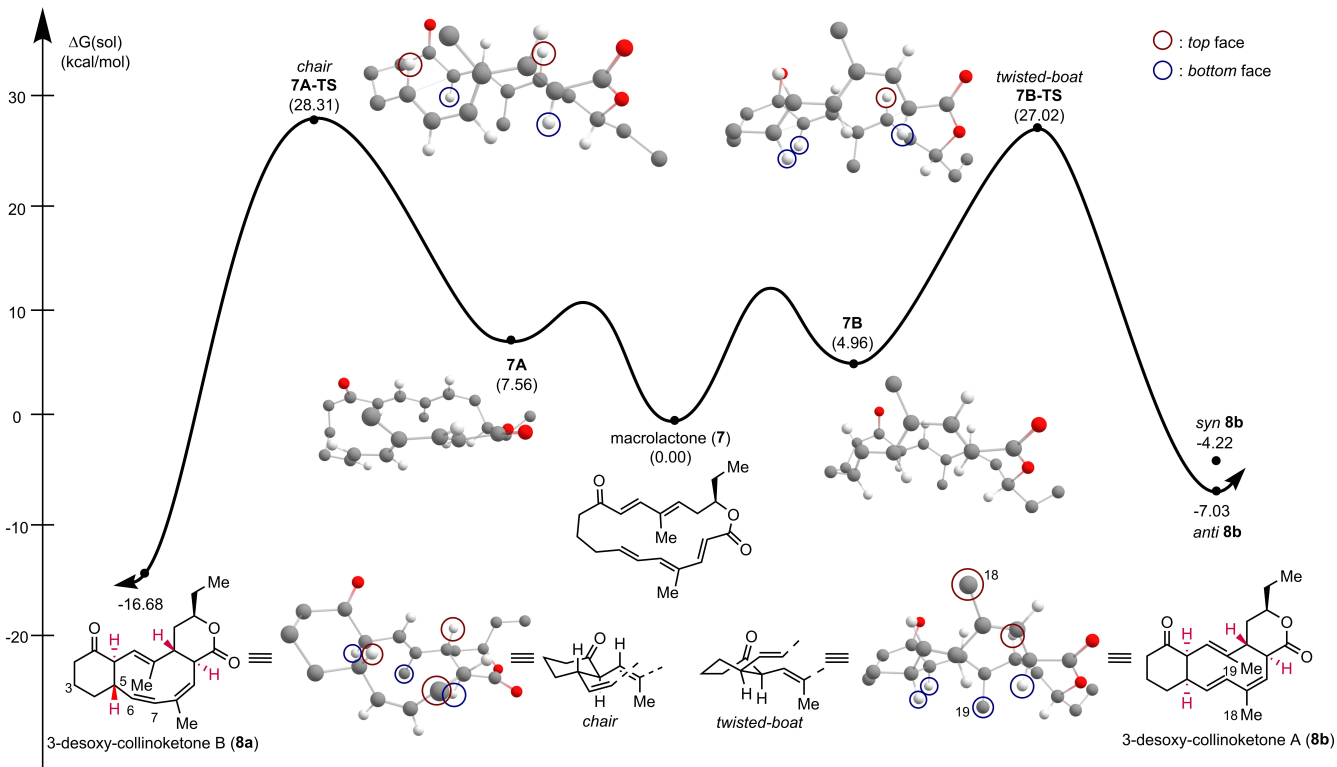 ΔG(sol)
(kcal/mol)
30
20
10
0
-10
-20
chair
7A-TS
(28.31)
twisted-boat
7B-TS
(27.02)
: top face
: bottom face
7A
(7.56)
7B
(4.96)
macrolactone (7)
(0.00)
O
Me
O
O
Me
Me
syn 8b
-4.22
-7.03
anti 8b
-16.68
Me
O
H
H
O
O
H
5
Me
3
H
6
7
Me
3-desoxy-collinoketone B (8a)
O
H
H
H
Me
chair
O
H
H
Me
twisted-boat
18
19
Me
O
H
H
O
O
H
19
Me
H
18
Me
3-desoxy-collinoketone A (8b)